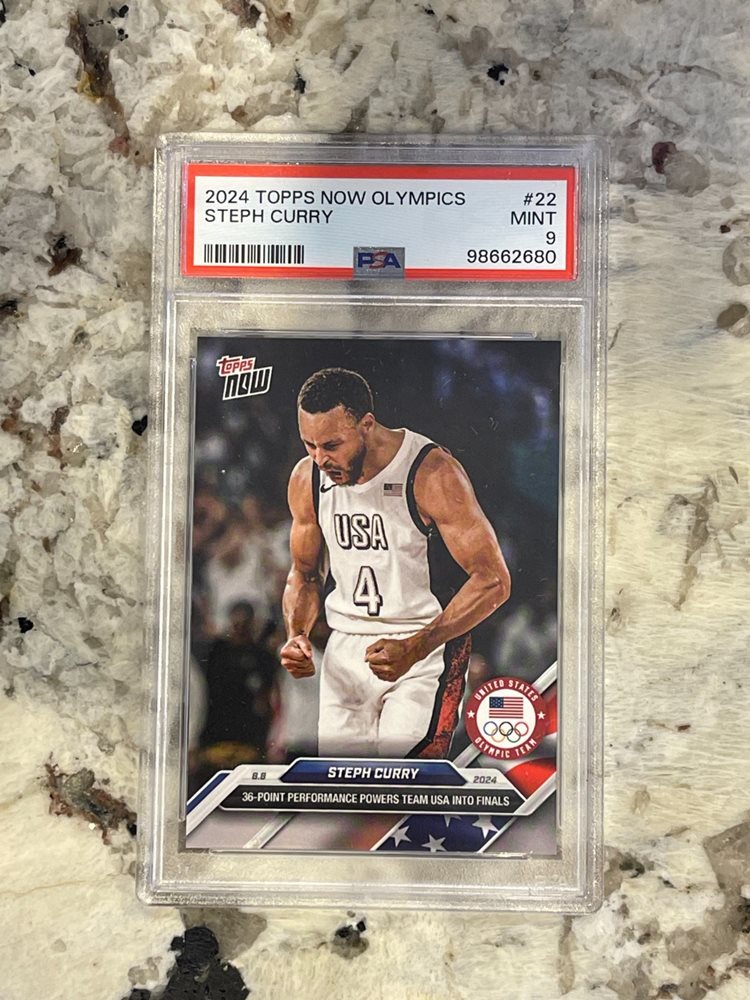 2024 TOPPS NOW OLYMPICS #22
STEPH CURRY MINT
9
PSA 98662680
topps
now
USA
4
UNITED STATES
OLYMPIC TEAM
STEPH CURRY
8.8 2024
36-POINT PERFORMANCE POWERS TEAM USA INTO FINALS